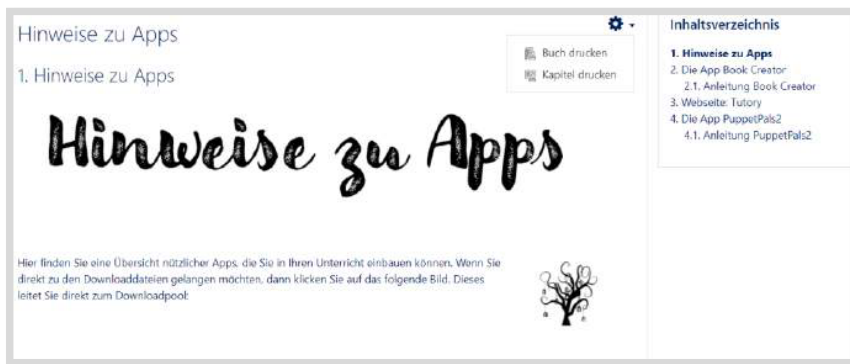 Hinweise zu Apps
1. Hinweise zu Apps
Buch drucken
Kapitel drucken
Hinweise zu Apps
Hier finden Sie eine Übersicht nützlicher Apps, die Sie in Ihren Unterricht einbauen können. Wenn Sie
direkt zu den Downloaddateien gelangen möchten, dann klicken Sie auf das folgende Bild. Dieses
leitet Sie direkt zum Downloadpool:
Inhaltsverzeichnis
1. Hinweise zu Apps
2. Die App Book Creator
2.1. Anleitung Book Creator
3. Webseite: Tutory
4. Die App PuppetPals2
4.1. Anleitung PuppetPals2